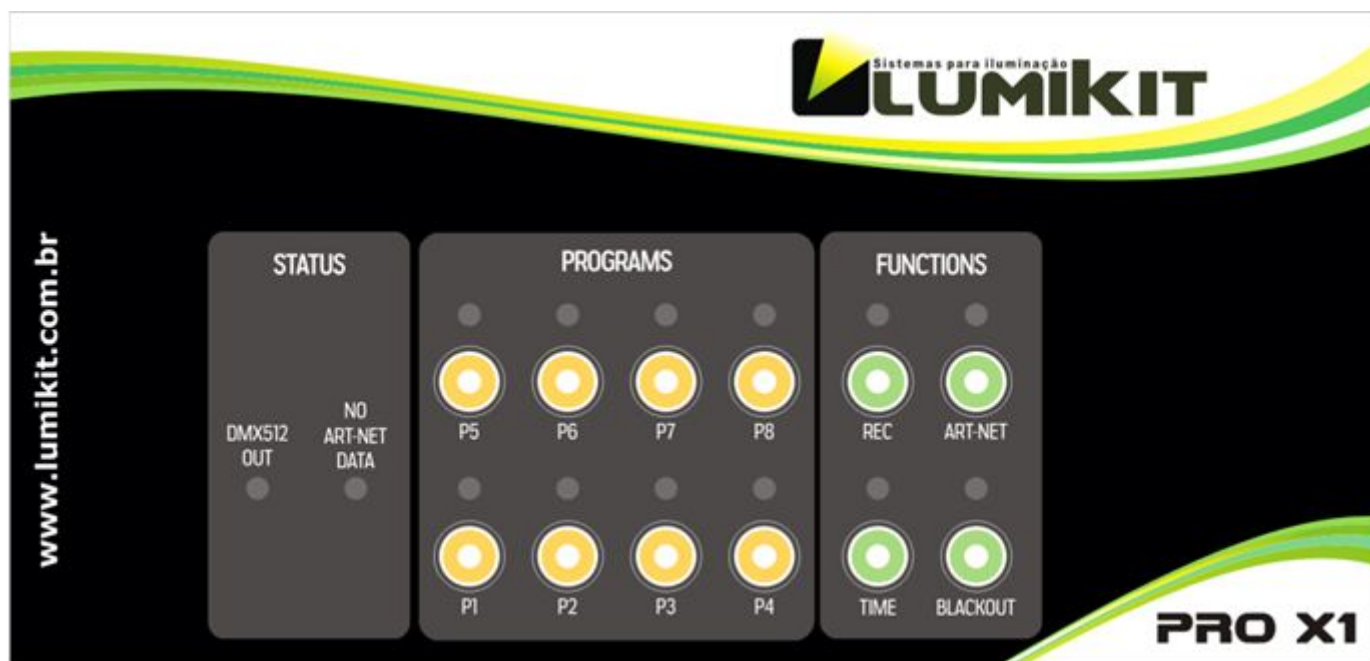 Sistemas para iluminação
LUMIKIT
www.lumikit.com.br
STATUS
DMX512
OUT
NO
ART-NET
DATA
PROGRAMS
P5 P6 P7 P8
P1 P2 P3 P4
FUNCTIONS
REC ART-NET
TIME BLACKOUT
PRO X1